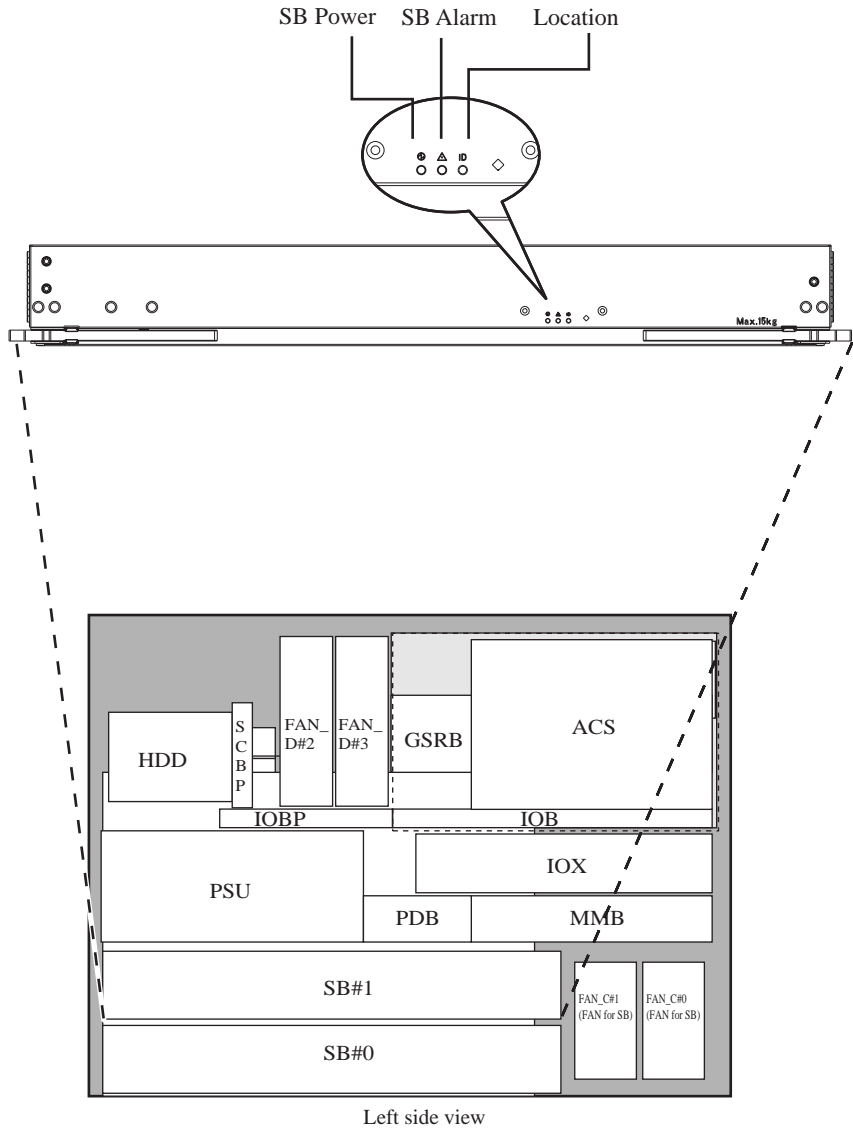 SB Power SB Alarm Location
ID
Max.15kg
SCBP
FAN_
D#2
FAN_
D#3
GSRB
ACS
HDD
IOBP
IOB
IOX
PSU
PDB
MMB
SB#1
FAN_C#1
(FAN for SB)
FAN_C#0
(FAN for SB)
SB#0
Left side view